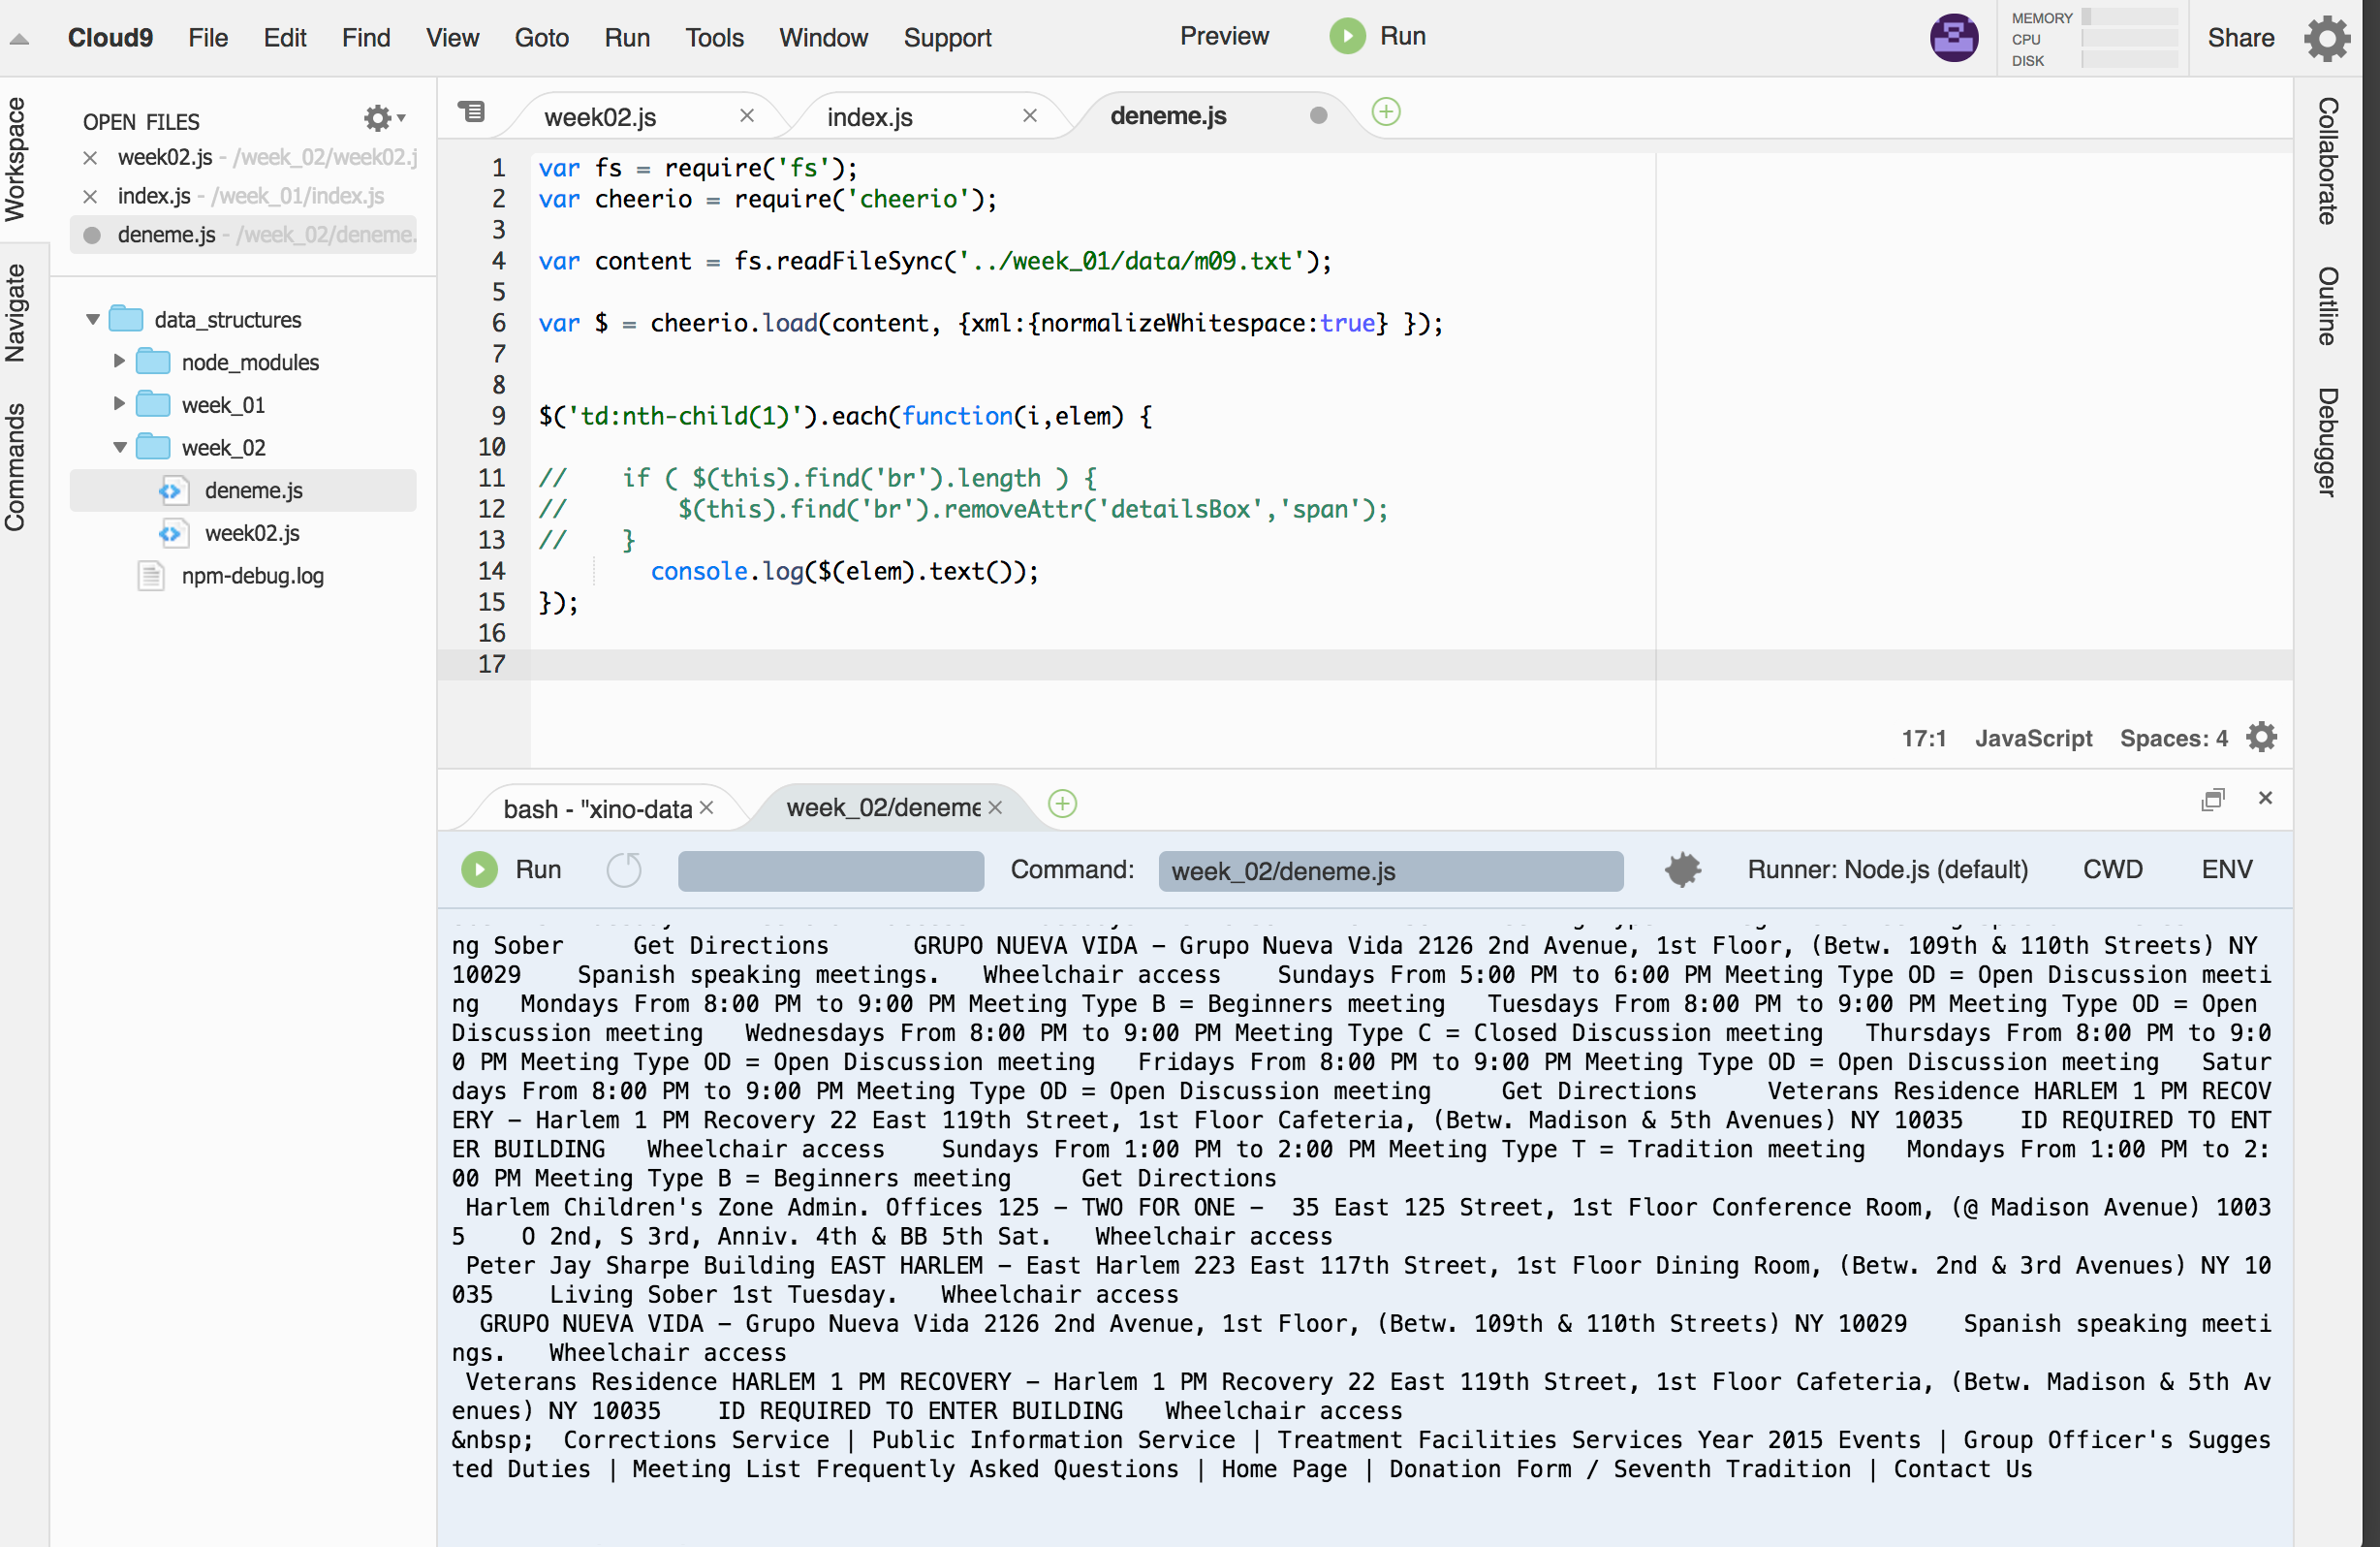 Cloud9 File Edit Find View Goto Run Tools Window Support Preview Run MEMORY CPU DISK Share
Workspace
Navigate
Commands
OPEN FILES
week02.js - /week_02/week02.j
index.js - /week_01/index.js
deneme.js - /week_02/deneme.
data_structures
node_modules
week_01
week_02
deneme.js
week02.js
npm-debug.log
week02.js index.js deneme.js
1 var fs = require('fs');
2 var cheerio = require('cheerio');
3
4 var content = fs.readFileSync('../week_01/data/m09.txt');
5
6 var $ = cheerio.load(content, {xml:{normalizeWhitespace:true} });
7
8
9 $('td:nth-child(1)').each(function(i,elem) {
10
11 //    if ( $(this).find('br').length ) {
12 //        $(this).find('br').removeAttr('detailsBox','span');
13 //    }
14         console.log($(elem).text());
15 });
16
17
17:1 JavaScript Spaces: 4
Collaborate
Outline
Debugger
bash - "xino-data week_02/deneme
Run Command: week_02/deneme.js Runner: Node.js (default) CWD ENV
ng Sober     Get Directions      GRUPO NUEVA VIDA - Grupo Nueva Vida 2126 2nd Avenue, 1st Floor, (Betw. 109th & 110th Streets) NY
10029    Spanish speaking meetings.   Wheelchair access    Sundays From 5:00 PM to 6:00 PM Meeting Type OD = Open Discussion meeti
ng   Mondays From 8:00 PM to 9:00 PM Meeting Type B = Beginners meeting   Tuesdays From 8:00 PM to 9:00 PM Meeting Type OD = Open
Discussion meeting   Wednesdays From 8:00 PM to 9:00 PM Meeting Type C = Closed Discussion meeting   Thursdays From 8:00 PM to 9:0
0 PM Meeting Type OD = Open Discussion meeting   Fridays From 8:00 PM to 9:00 PM Meeting Type OD = Open Discussion meeting   Satur
days From 8:00 PM to 9:00 PM Meeting Type OD = Open Discussion meeting     Get Directions     Veterans Residence HARLEM 1 PM RECOV
ERY - Harlem 1 PM Recovery 22 East 119th Street, 1st Floor Cafeteria, (Betw. Madison & 5th Avenues) NY 10035    ID REQUIRED TO ENT
ER BUILDING   Wheelchair access    Sundays From 1:00 PM to 2:00 PM Meeting Type T = Tradition meeting   Mondays From 1:00 PM to 2:
00 PM Meeting Type B = Beginners meeting     Get Directions
Harlem Children's Zone Admin. Offices 125 - TWO FOR ONE -  35 East 125 Street, 1st Floor Conference Room, (@ Madison Avenue) 1003
5    O 2nd, S 3rd, Anniv. 4th & BB 5th Sat.   Wheelchair access
Peter Jay Sharpe Building EAST HARLEM - East Harlem 223 East 117th Street, 1st Floor Dining Room, (Betw. 2nd & 3rd Avenues) NY 10
035    Living Sober 1st Tuesday.   Wheelchair access
GRUPO NUEVA VIDA - Grupo Nueva Vida 2126 2nd Avenue, 1st Floor, (Betw. 109th & 110th Streets) NY 10029    Spanish speaking meeti
ngs.   Wheelchair access
Veterans Residence HARLEM 1 PM RECOVERY - Harlem 1 PM Recovery 22 East 119th Street, 1st Floor Cafeteria, (Betw. Madison & 5th Av
enues) NY 10035    ID REQUIRED TO ENTER BUILDING   Wheelchair access
&nbsp;  Corrections Service | Public Information Service | Treatment Facilities Services Year 2015 Events | Group Officer's Sugges
ted Duties | Meeting List Frequently Asked Questions | Home Page | Donation Form / Seventh Tradition | Contact Us